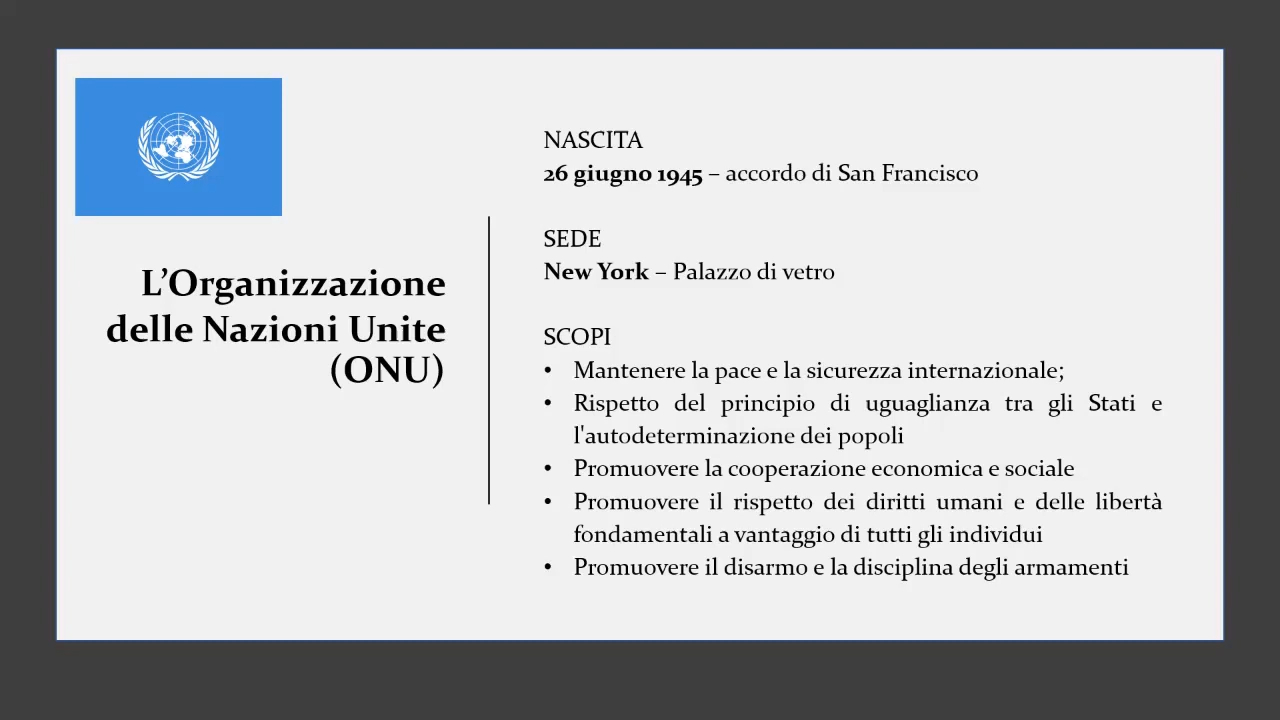 L’Organizzazione
delle Nazioni Unite
(ONU)
NASCITA
26 giugno 1945 – accordo di San Francisco
SEDE
New York – Palazzo di vetro
SCOPI
• Mantenere la pace e la sicurezza internazionale;
• Rispetto del principio di uguaglianza tra gli Stati e
l'autodeterminazione dei popoli
• Promuovere la cooperazione economica e sociale
• Promuovere il rispetto dei diritti umani e delle libertà
fondamentali a vantaggio di tutti gli individui
• Promuovere il disarmo e la disciplina degli armamenti